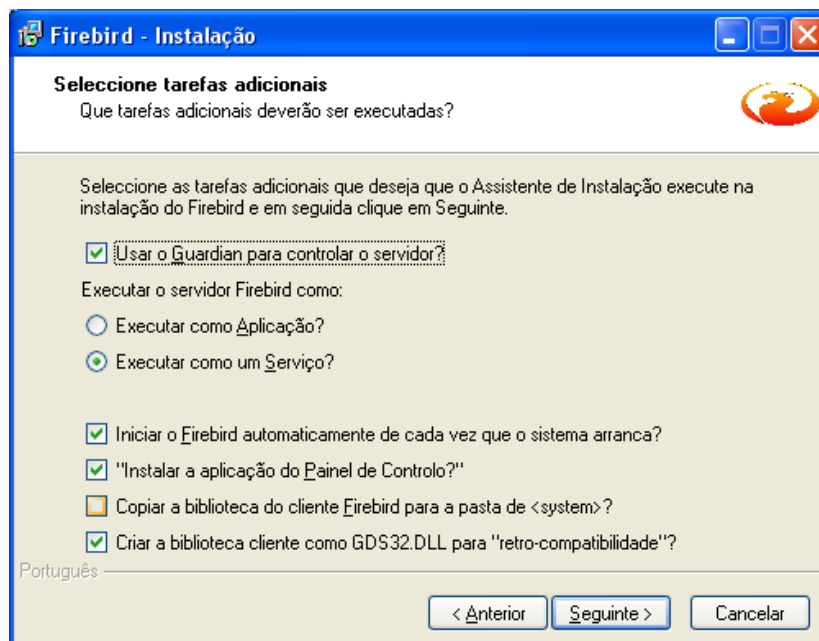 Firebird - Instalação
Seleccione tarefas adicionais
Que tarefas adicionais deverão ser executadas?
Seleccione as tarefas adicionais que deseja que o Assistente de Instalação execute na
instalação do Firebird e em seguida clique em Seguinte.
Usar o Guardian para controlar o servidor?
Executar o servidor Firebird como:
Executar como Aplicação?
Executar como um Serviço?
Iniciar o Firebird automaticamente de cada vez que o sistema arranca?
"Instalar a aplicação do Painel de Controlo?"
Copiar a biblioteca do cliente Firebird para a pasta de <system>?
Criar a biblioteca cliente como GDS32.DLL para "retro-compatibilidade"?
Português
< Anterior
Seguinte >
Cancelar